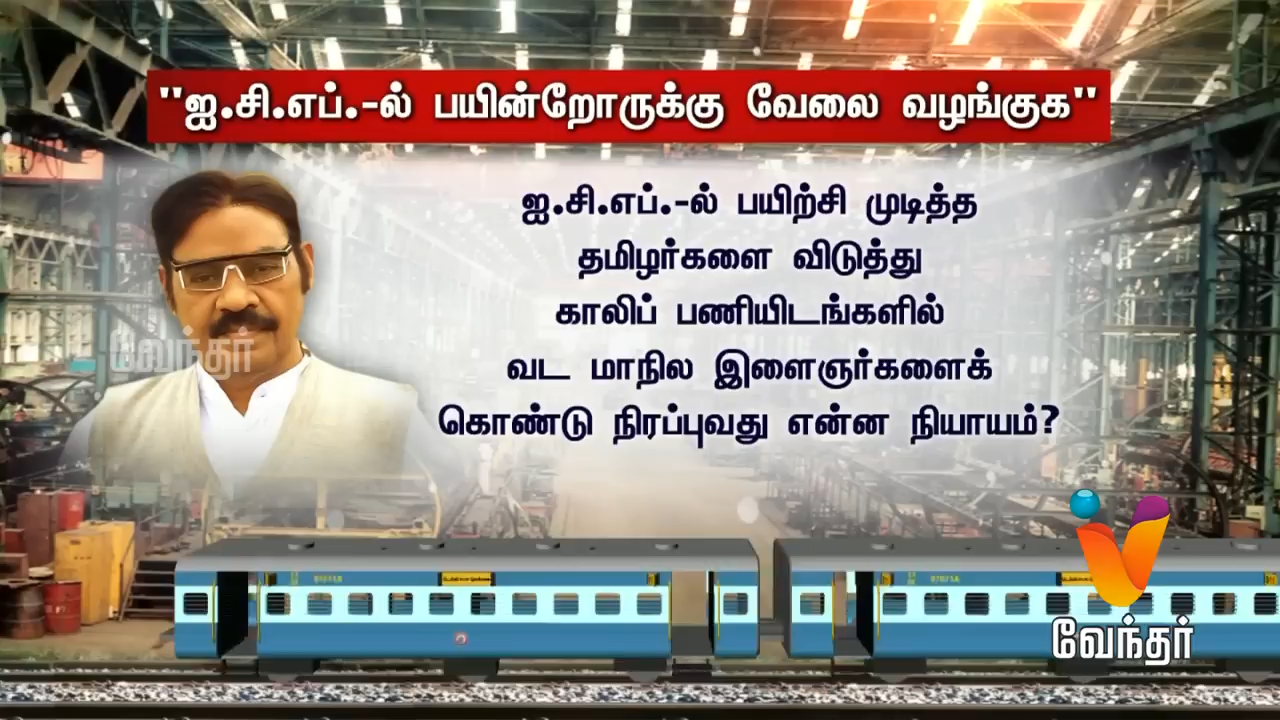 "ஐ.சி.எப்.-ல் பயின்றோருக்கு வேலை வழங்குக"
ஐ.சி.எப்.-ல் பயிற்சி முடித்த
தமிழர்களை விடுத்து
காலிப் பணியிடங்களில்
வட மாநில இளைஞர்களைக்
கொண்டு நிரப்புவது என்ன நியாயம்?
வேந்தர்
வேந்தர்